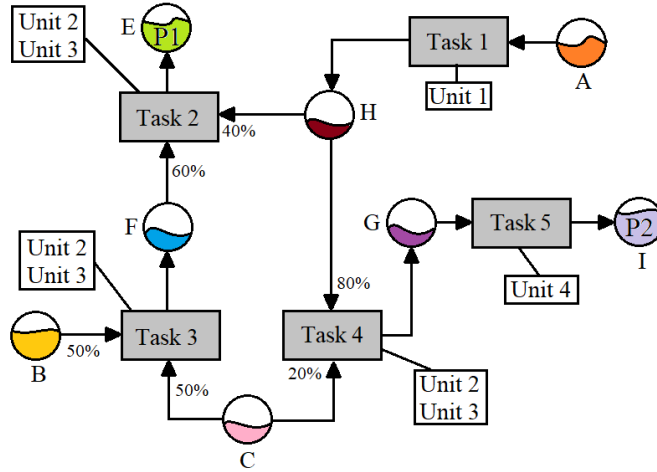 Unit 2
Unit 3
E
P1
Task 1
A
Unit 1
Task 2
40%
H
60%
F
G
Task 5
P2
I
Unit 2
Unit 3
Unit 4
80%
Task 3
Task 4
50%
B
50%
20%
Unit 2
Unit 3
C